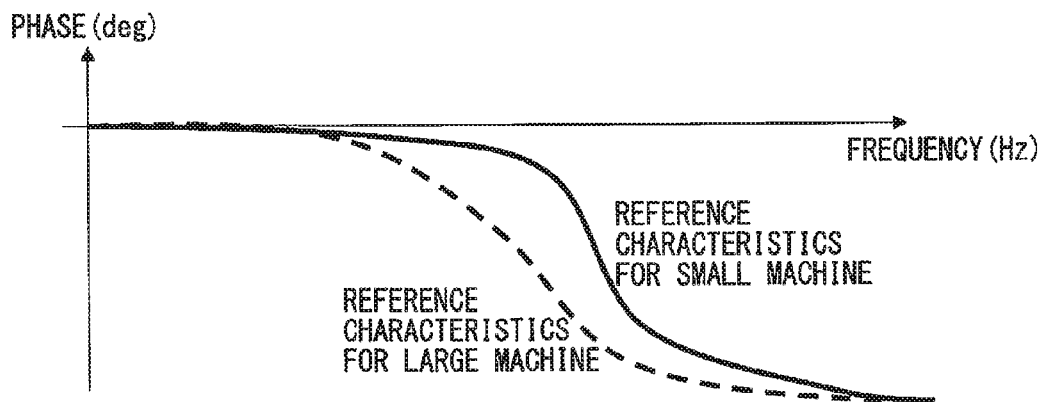 PHASE (deg)
FREQUENCY (Hz)
REFERENCE
CHARACTERISTICS
FOR SMALL MACHINE
REFERENCE
CHARACTERISTICS
FOR LARGE MACHINE